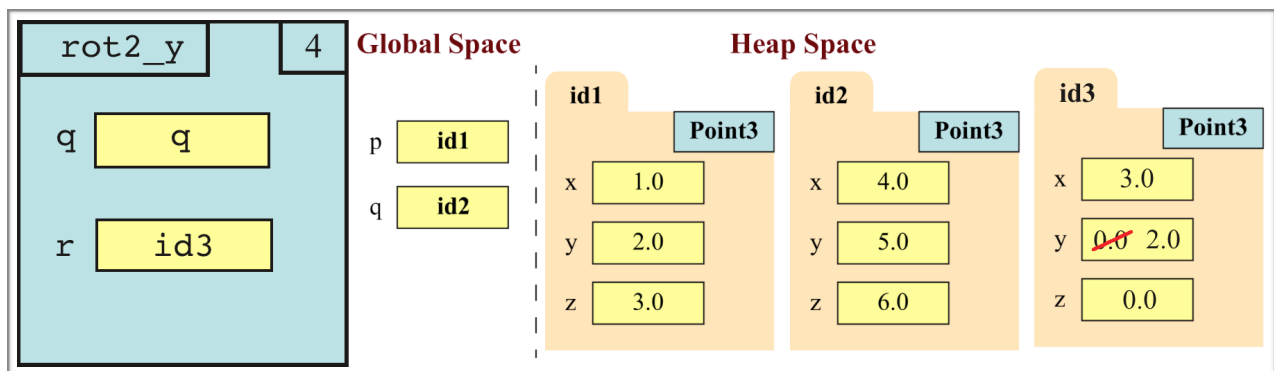 rot2_y 4
q q
r id3
Global Space
p id1
q id2
Heap Space
id1
Point3
x 1.0
y 2.0
z 3.0
id2
Point3
x 4.0
y 5.0
z 6.0
id3
Point3
x 3.0
y 0.0 2.0
z 0.0